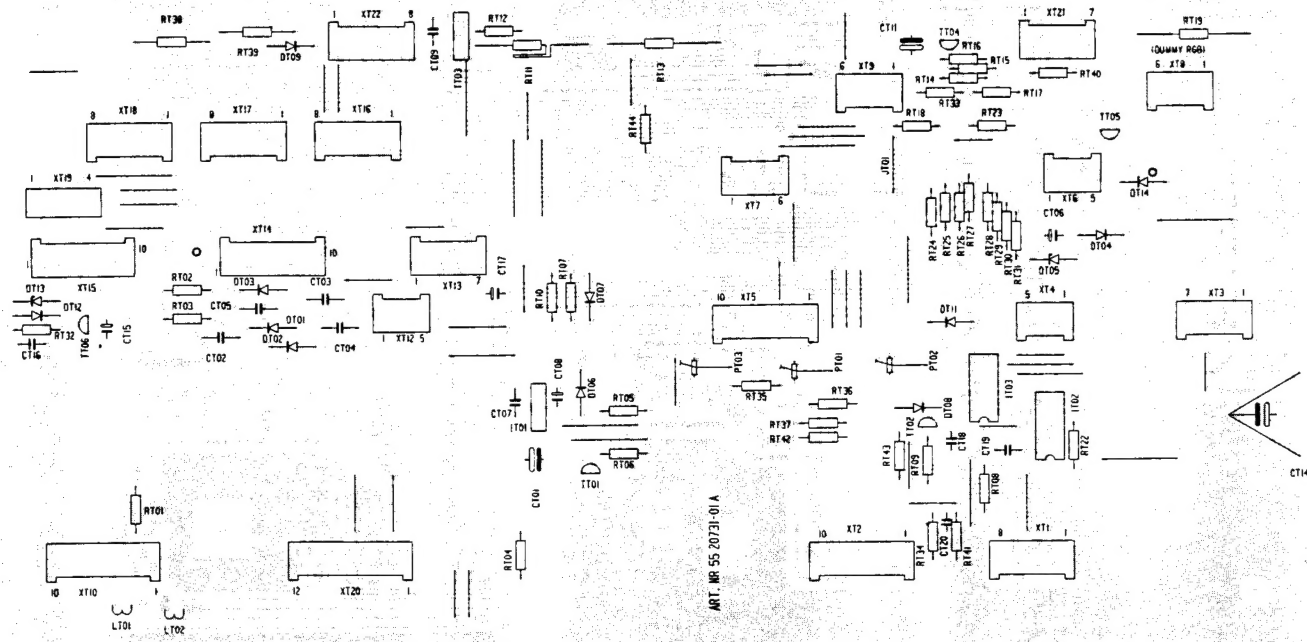 RT38
RT39
DT09
1 XT22 8
CT09
TT03
RT12
RT11
RT13
CT11
TT04
RT16
RT15
1 XT21 7
RT19
(DUMMY RGB)
6 XT9 1
RT14
RT33
RT17
RT40
6 XT8 1
8 XT18 1
XT17 1
8 XT16 1
RT44
RT18
RT23
TT05
JT01
1 XT19 4
1 XT7 6
1 XT6 5
DT14
RT24
RT25
RT26
RT27
RT28
RT29
RT30
RT31
CT06
DT04
DT05
10
XT15
XT14
10
1 XT13 7
CT17
RT10
RT07
DT07
DT13
DT12
RT32
CT16
TT06
CT15
RT02
RT03
DT03
CT03
CT05
DT01
CT02
DT02
CT04
XT12 5
10 XT5 1
DT11
5 XT4 1
7 XT3 1
PT03
PT01
PT02
RT35
CT08
DT06
CT07
IT01
RT05
RT06
RT36
RT37
RT42
DT08
TT02
IT03
IT02
RT43
RT09
CT18
CT19
RT22
CT14
CT01
TT01
RT08
RT01
RT04
ART. NR 55 20731-01 A
10 XT2 1
RT34
CT20
RT41
8 XT1 1
10 XT10 1
12 XT20 1
LT01
LT02